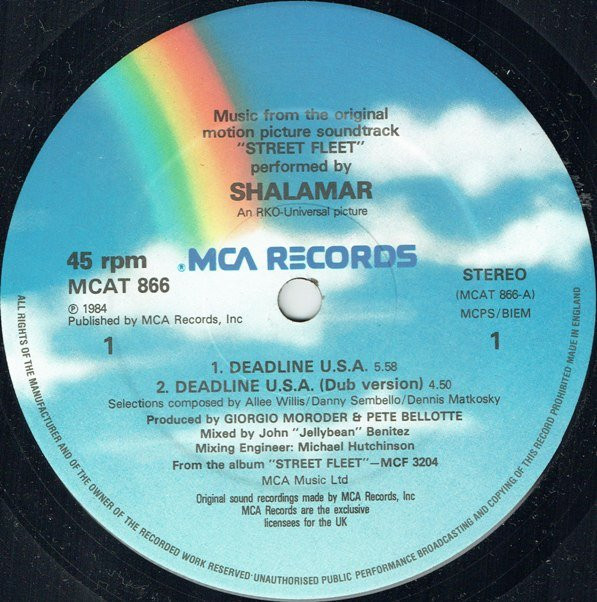 Music from the original
motion picture soundtrack
"STREET FLEET"
performed by
SHALAMAR
An RKO-Universal picture
45 rpm
MCAT 866
® MCA RECORDS
STEREO
(MCAT 866-A)
MCPS/BIEM
℗ 1984
Published by MCA Records, Inc
1
1
1. DEADLINE U.S.A. 5.58
2. DEADLINE U.S.A. (Dub version) 4.50
Selections composed by Allee Willis/Danny Sembello/Dennis Matkosky
Produced by GIORGIO MORODER & PETE BELLOTTE
Mixed by John "Jellybean" Benitez
Mixing Engineer: Michael Hutchinson
From the album "STREET FLEET"—MCF 3204
MCA Music Ltd
Original sound recordings made by MCA Records, Inc
MCA Records are the exclusive
licensees for the UK
ALL RIGHTS OF THE MANUFACTURER AND OF THE OWNER OF THE RECORDED WORK RESERVED·UNAUTHORISED PUBLIC PERFORMANCE BROADCASTING AND COPYING OF THIS RECORD PROHIBITED MADE IN ENGLAND